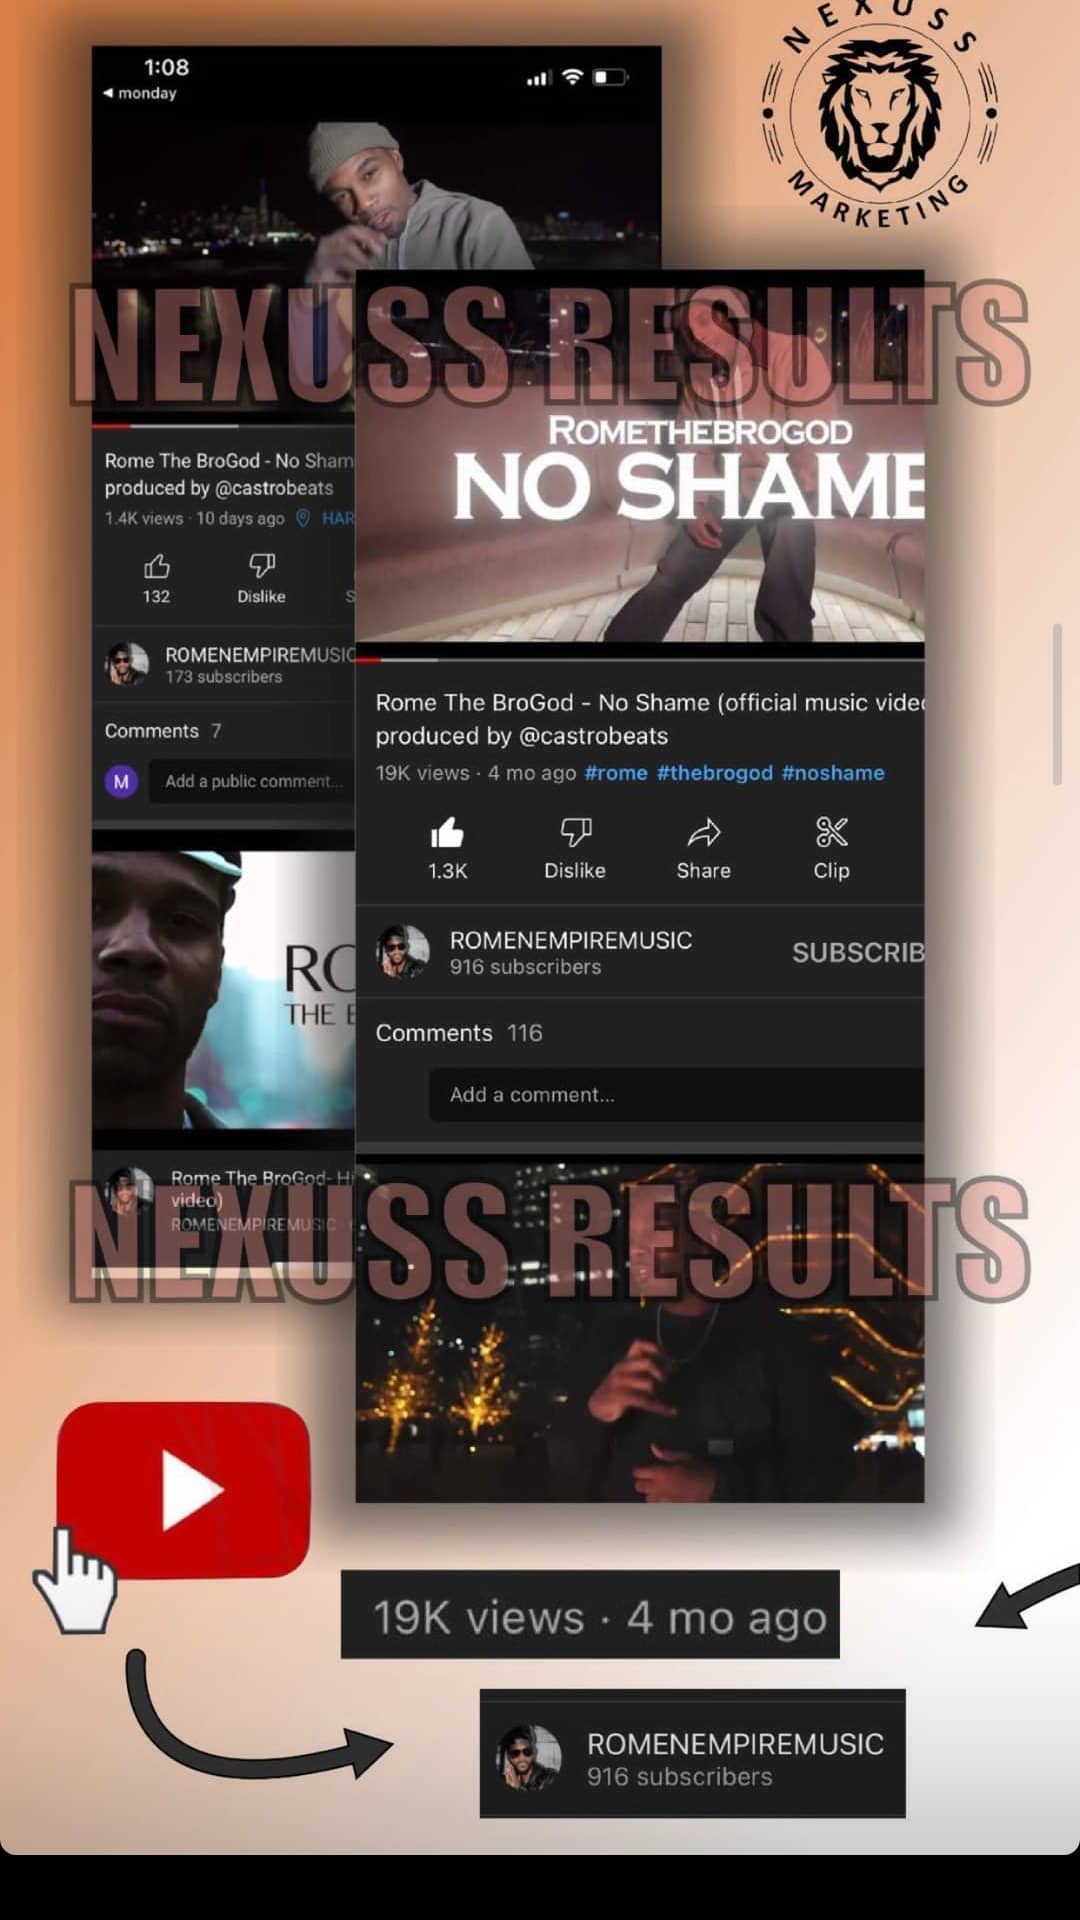 NEXUSS
MARKETING
1:08
◀ monday
NEXUSS RESULTS
ROMETHEBROGOD
NO SHAME
Rome The BroGod - No Sham
produced by @castrobeats
1.4K views · 10 days ago HAR
132
Dislike
S
ROMENEMPIREMUSIC
173 subscribers
Comments 7
M
Add a public comment...
RO
THE B
Rome The BroGod- Hi
video)
ROMENEMPIREMUSIC ·
Rome The BroGod - No Shame (official music video
produced by @castrobeats
19K views · 4 mo ago #rome #thebrogod #noshame
1.3K
Dislike
Share
Clip
ROMENEMPIREMUSIC
916 subscribers
SUBSCRIB
Comments 116
Add a comment...
NEXUSS RESULTS
19K views · 4 mo ago
ROMENEMPIREMUSIC
916 subscribers